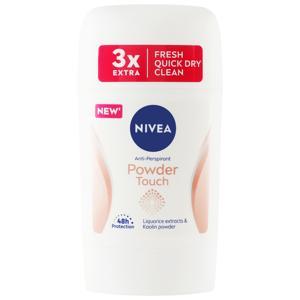 3x
EXTRA
FRESH
QUICK DRY
CLEAN
NEW*
NIVEA
Anti-Perspirant
Powder
Touch
48h
Protection
Liquorice extracts &
Kaolin powder